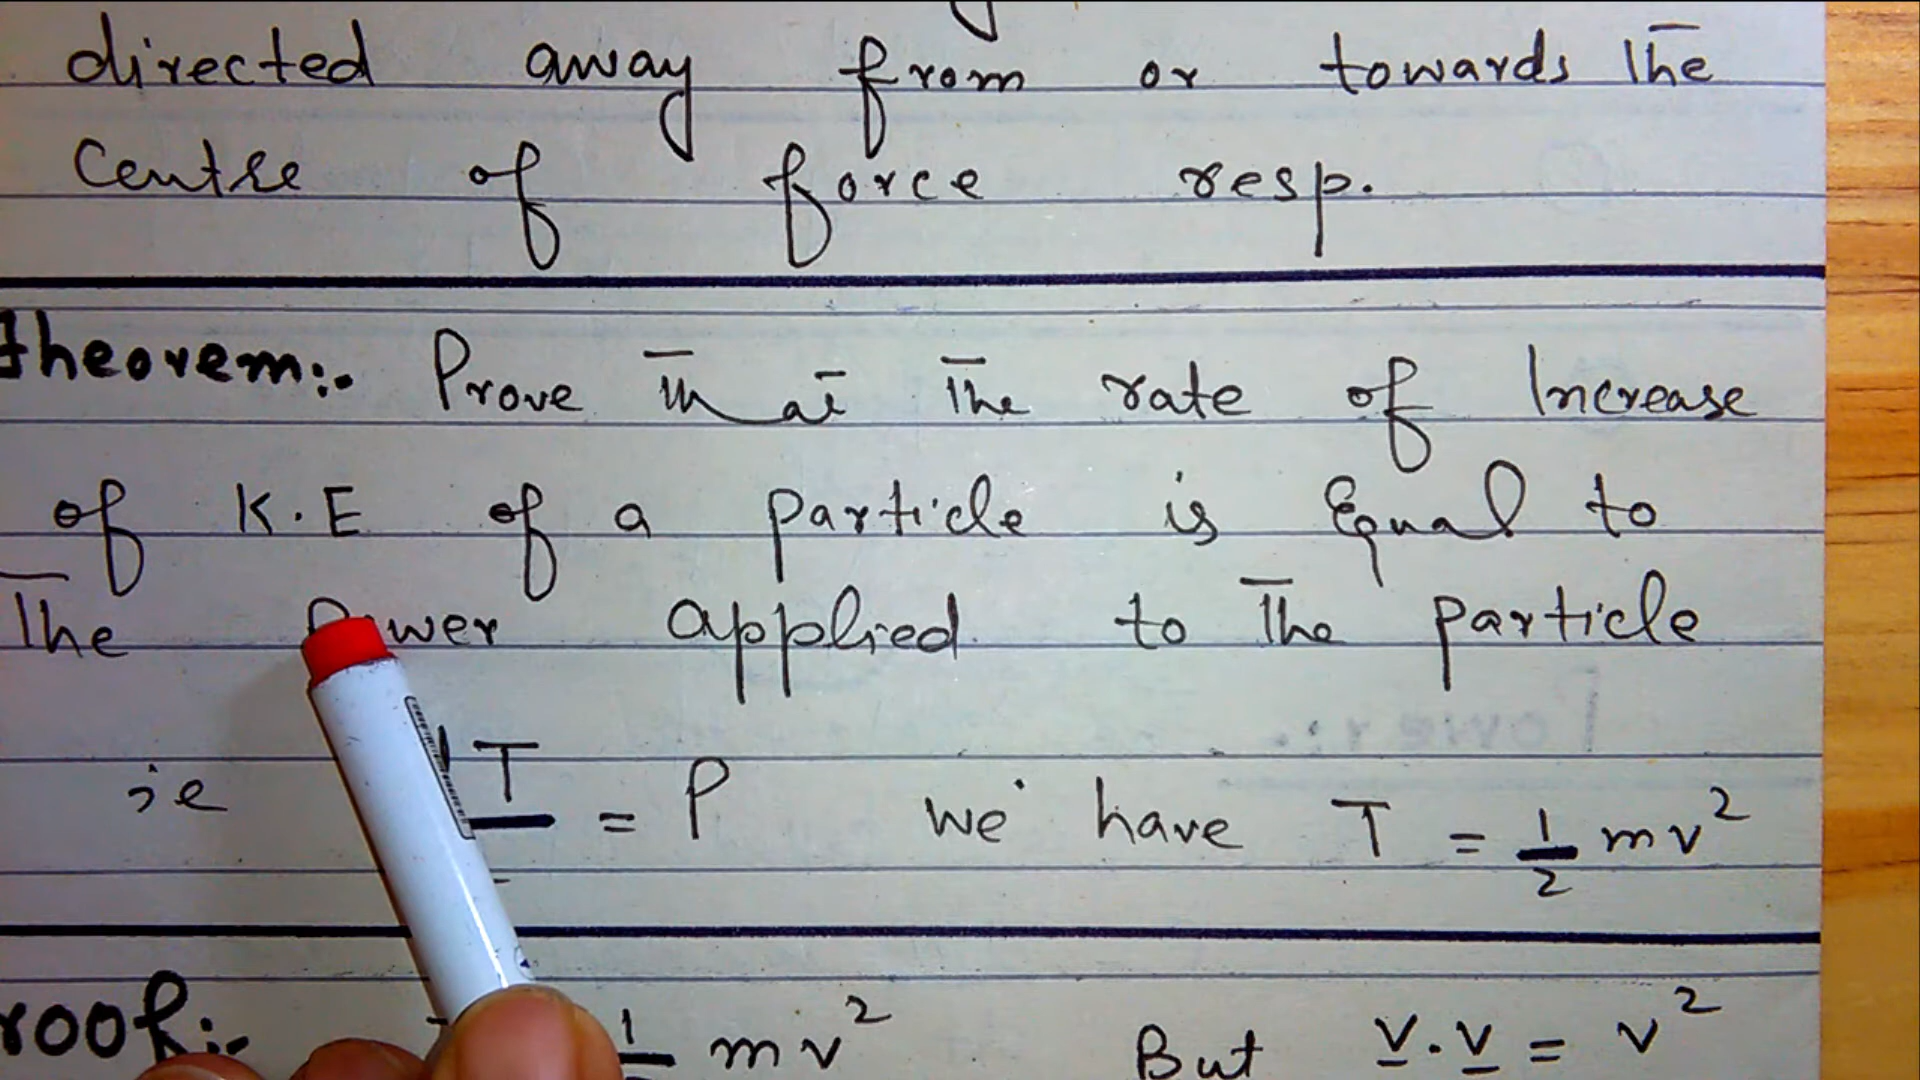 directed away from or towards the
Centre of force resp.
Theorem:- Prove that the rate of Increase
of K.E of a particle is Equal to
The Power applied to The particle
ie dT/ = P we have T = 1/2 mv²
roof:- 1/ mv² But v̲.v̲ = v²